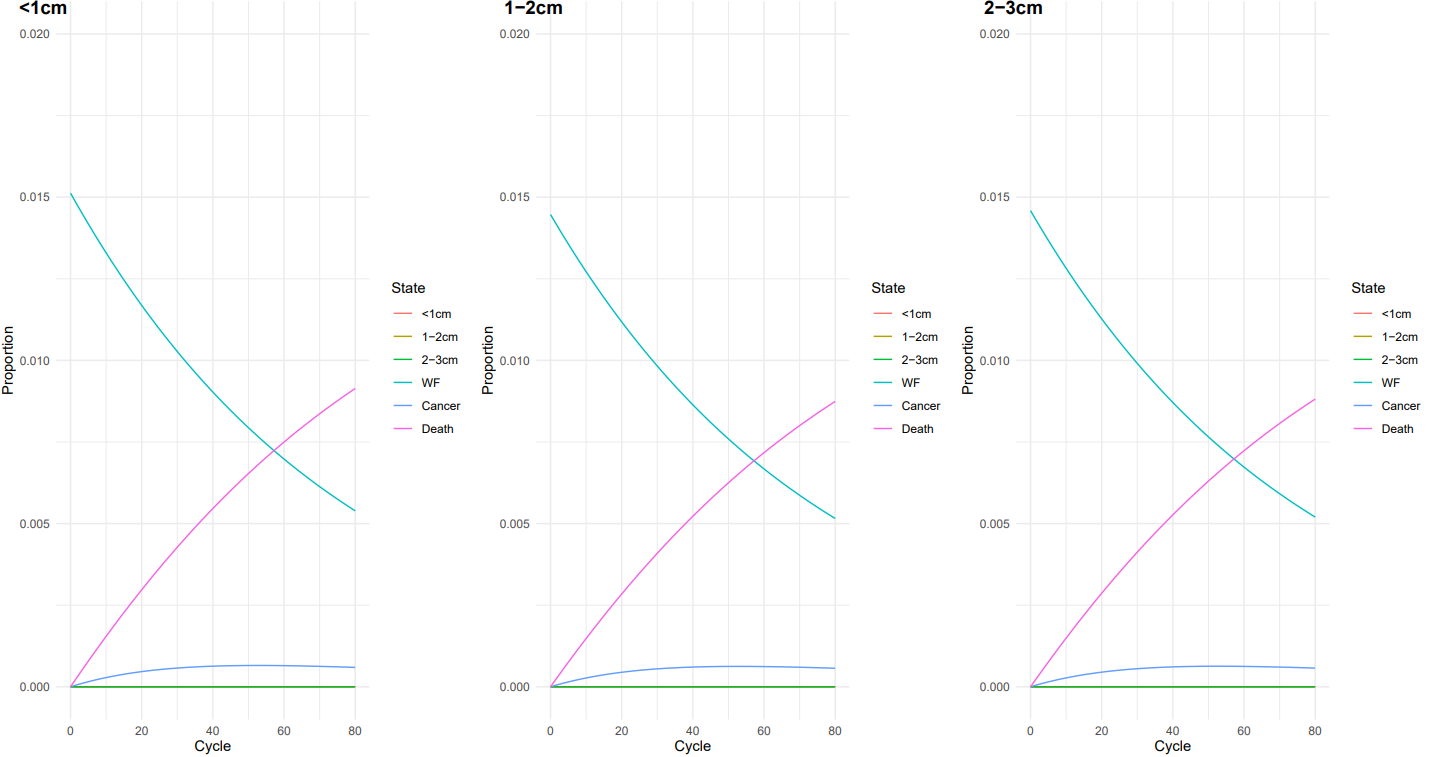 <1cm
0.020
0.015
0.010
0.005
0.000
Proportion
0
20
40
60
80
Cycle
State
<1cm
1−2cm
2−3cm
WF
Cancer
Death
1−2cm
0.020
0.015
0.010
0.005
0.000
Proportion
0
20
40
60
80
Cycle
State
<1cm
1−2cm
2−3cm
WF
Cancer
Death
2−3cm
0.020
0.015
0.010
0.005
0.000
Proportion
0
20
40
60
80
Cycle
State
<1cm
1−2cm
2−3cm
WF
Cancer
Death